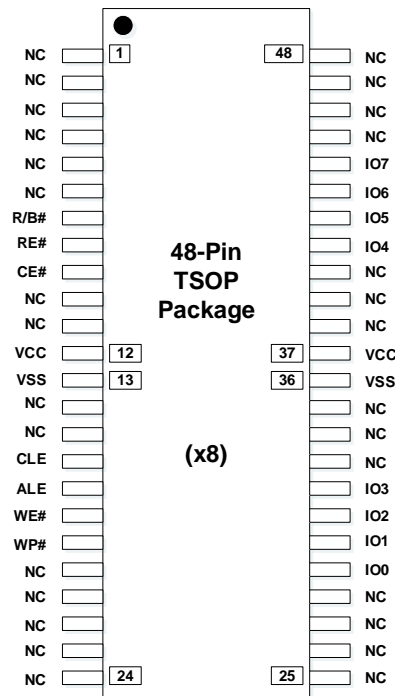 NC 1 48 NC
NC NC
NC NC
NC NC
NC IO7
NC IO6
R/B# IO5
RE# IO4
CE# NC
NC NC
NC NC
48-Pin
TSOP
Package
VCC 12 37 VCC
VSS 13 36 VSS
NC NC
NC NC
CLE NC
(x8)
ALE IO3
WE# IO2
WP# IO1
NC IO0
NC NC
NC NC
NC NC
NC 24 25 NC